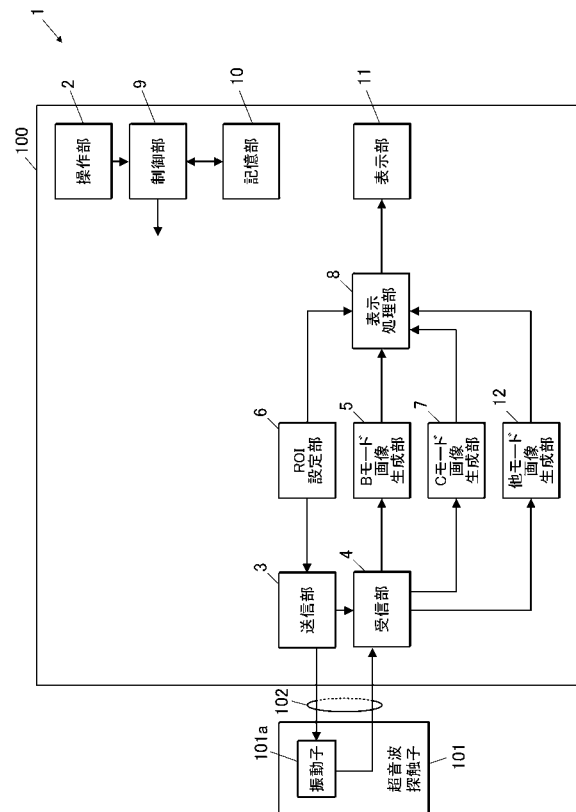 1
100
2
操作部
9
制御部
10
記憶部
11
表示部
8
表示
処理部
6
ROI
設定部
5
Bモード
画像
生成部
7
Cモード
画像
生成部
12
他モード
画像
生成部
3
送信部
4
受信部
102
101a
振動子
超音波
探触子
101